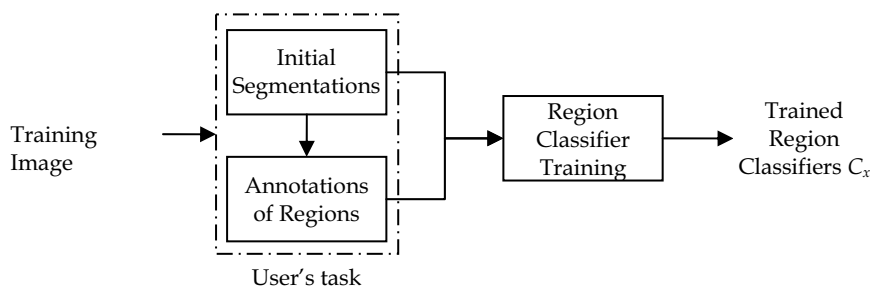 Training
Image
Initial
Segmentations
Annotations
of Regions
User's task
Region
Classifier
Training
Trained
Region
Classifiers Cₓ